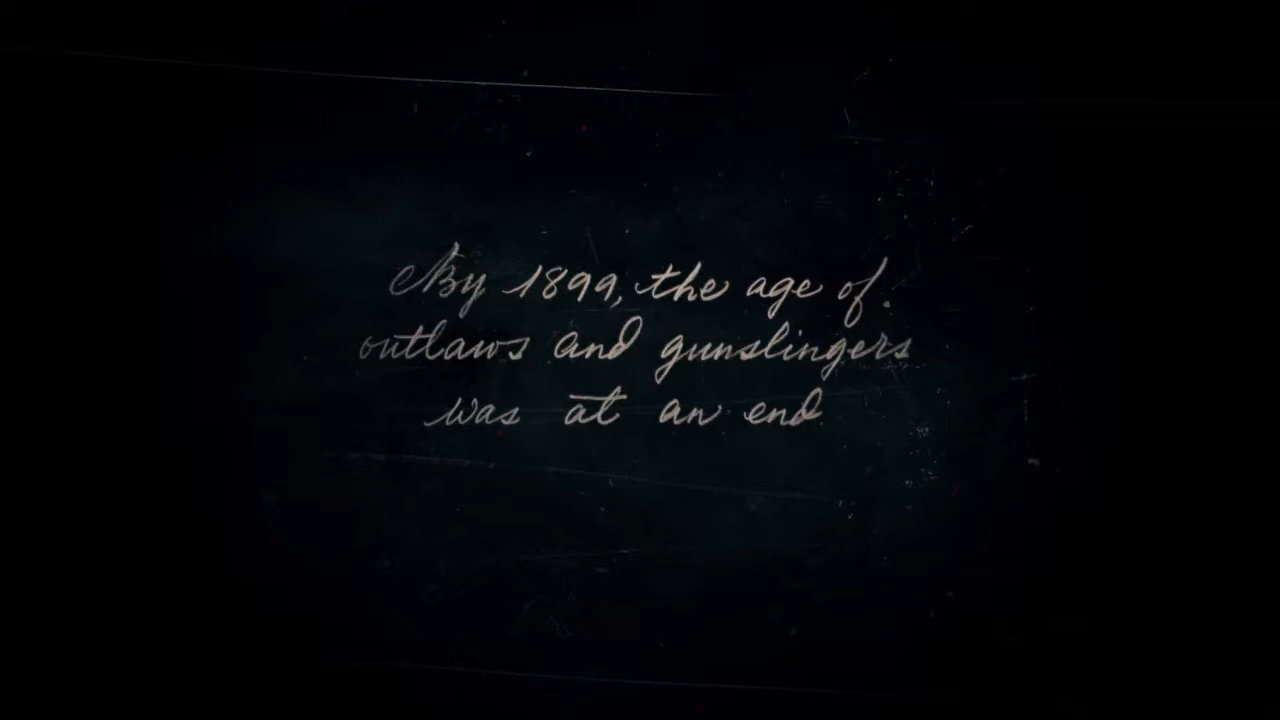 By 1899, the age of
outlaws and gunslingers
was at an end